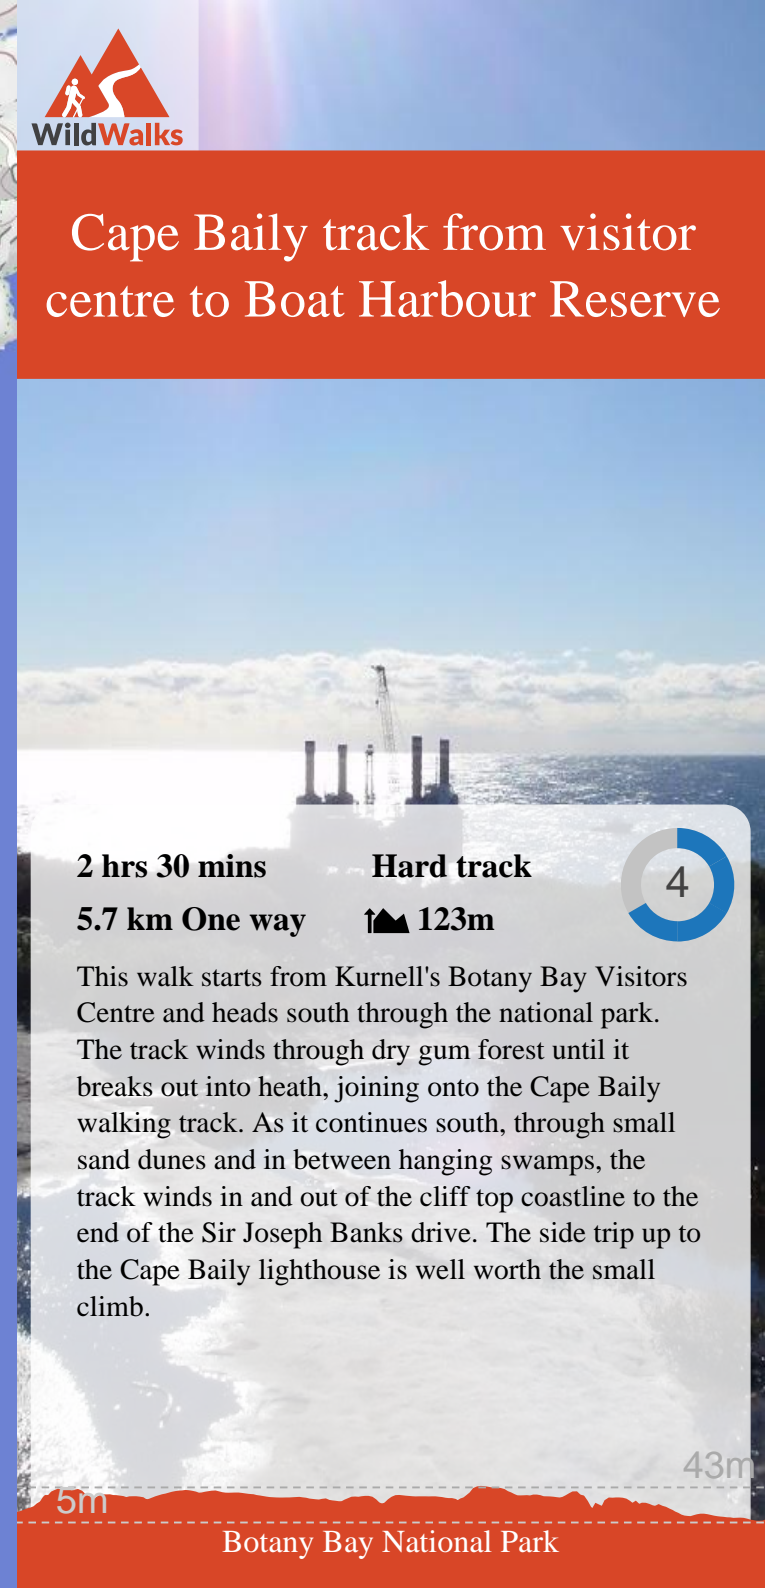 WildWalks
Cape Baily track from visitor
centre to Boat Harbour Reserve
2 hrs 30 mins
Hard track
4
5.7 km One way
123m
This walk starts from Kurnell's Botany Bay Visitors
Centre and heads south through the national park.
The track winds through dry gum forest until it
breaks out into heath, joining onto the Cape Baily
walking track. As it continues south, through small
sand dunes and in between hanging swamps, the
track winds in and out of the cliff top coastline to the
end of the Sir Joseph Banks drive. The side trip up to
the Cape Baily lighthouse is well worth the small
climb.
43m
5m
Botany Bay National Park